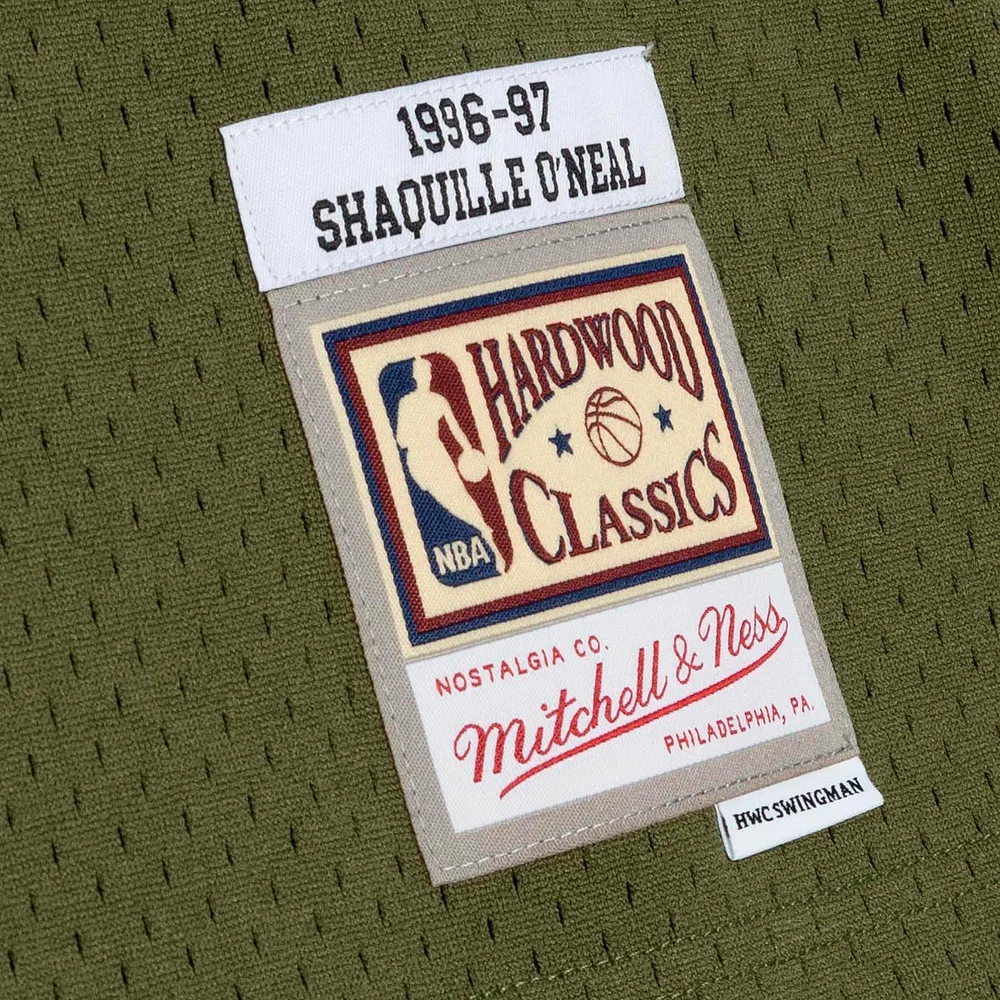 1996-97
SHAQUILLE O'NEAL
HARDWOOD
CLASSICS
NBA
NOSTALGIA CO.
Mitchell & Ness
PHILADELPHIA, PA.
HWC SWINGMAN